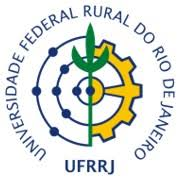 UNIVERSIDADE FEDERAL RURAL DO RIO DE JANEIRO
UFRRJ